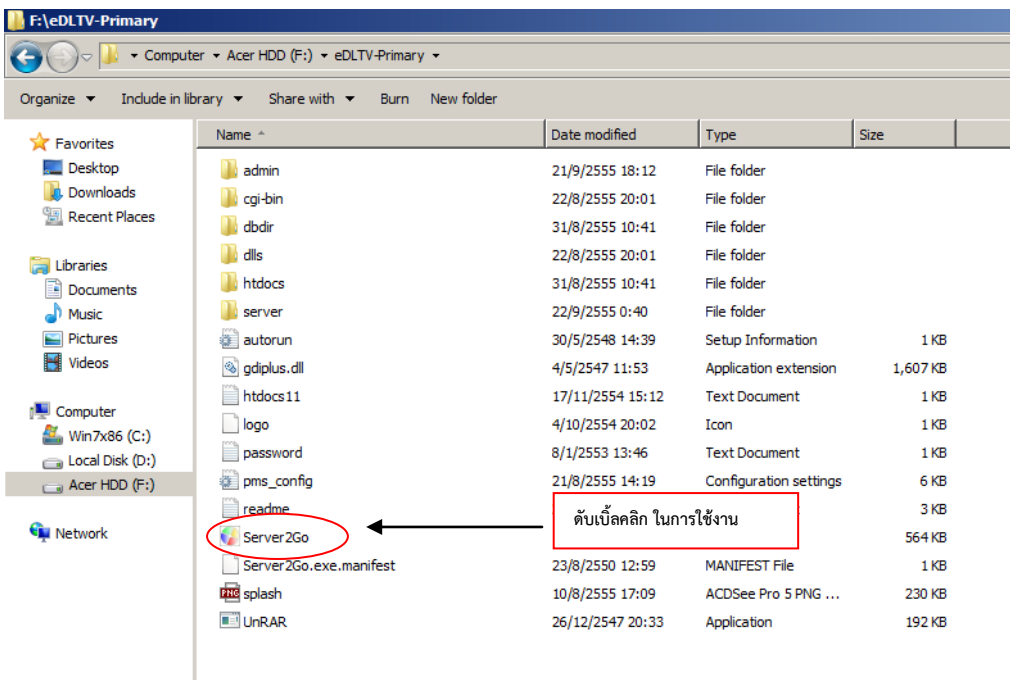 F:\eDLTV-Primary
Computer Acer HDD (F:) eDLTV-Primary
Organize Include in library Share with Burn New folder
Favorites
Desktop
Downloads
Recent Places
Libraries
Documents
Music
Pictures
Videos
Computer
Win7x86 (C:)
Local Disk (D:)
Acer HDD (F:)
Network
Name Date modified Type Size
admin 21/9/2555 18:12 File folder
cgi-bin 22/8/2555 20:01 File folder
dbdir 31/8/2555 10:41 File folder
dlls 22/8/2555 20:01 File folder
htdocs 31/8/2555 10:41 File folder
server 22/9/2555 0:40 File folder
autorun 30/5/2548 14:39 Setup Information 1 KB
gdiplus.dll 4/5/2547 11:53 Application extension 1,607 KB
htdocs11 17/11/2554 15:12 Text Document 1 KB
logo 4/10/2554 20:02 Icon 1 KB
password 8/1/2553 13:46 Text Document 1 KB
pms_config 21/8/2555 14:19 Configuration settings 6 KB
readme 3 KB
ดับเบิ้ลคลิก ในการใช้งาน
Server2Go 564 KB
Server2Go.exe.manifest 23/8/2550 12:59 MANIFEST File 1 KB
PNG splash 10/8/2555 17:09 ACDSee Pro 5 PNG ... 230 KB
UnRAR 26/12/2547 20:33 Application 192 KB